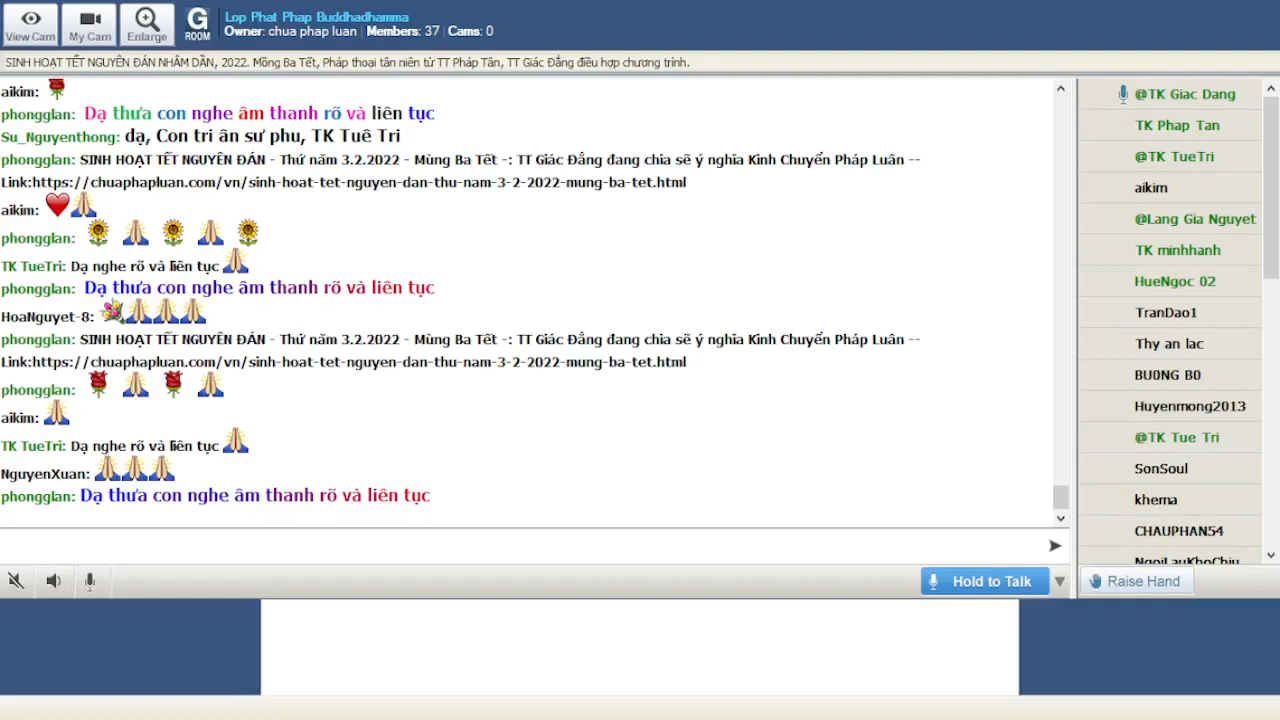 View Cam
My Cam
Enlarge
G
ROOM
Lop Phat Phap Buddhadhamma
Owner: chua phap luan | Members: 37 | Cams: 0
SINH HOẠT TẾT NGUYÊN ĐÁN NHÂM DẦN, 2022. Mồng Ba Tết, Pháp thoại tân niên từ TT Pháp Tân, TT Giác Đẳng điều hợp chương trình.
aikim:
phongglan: Dạ thưa con nghe âm thanh rõ và liên tục
Su_Nguyenthong: dạ, Con tri ân sư phu, TK Tuê Tri
phongglan: SINH HOẠT TẾT NGUYÊN ĐÁN - Thứ năm 3.2.2022 - Mùng Ba Tết -: TT Giác Đẳng đang chia sẽ ý nghia Kinh Chuyển Pháp Luân --
Link:https://chuaphapluan.com/vn/sinh-hoat-tet-nguyen-dan-thu-nam-3-2-2022-mung-ba-tet.html
aikim:
phongglan:
TK TueTri: Dạ nghe rõ và liên tục
phongglan: Dạ thưa con nghe âm thanh rõ và liên tục
HoaNguyet-8:
phongglan: SINH HOẠT TẾT NGUYÊN ĐÁN - Thứ năm 3.2.2022 - Mùng Ba Tết -: TT Giác Đẳng đang chia sẽ ý nghia Kinh Chuyển Pháp Luân --
Link:https://chuaphapluan.com/vn/sinh-hoat-tet-nguyen-dan-thu-nam-3-2-2022-mung-ba-tet.html
phongglan:
aikim:
TK TueTri: Dạ nghe rõ và liên tục
NguyenXuan:
phongglan: Dạ thưa con nghe âm thanh rõ và liên tục
Hold to Talk
@TK Giac Dang
TK Phap Tan
@TK TueTri
aikim
@Lang Gia Nguyet
TK minhhanh
HueNgoc 02
TranDao1
Thy an lac
BU0NG B0
Huyenmong2013
@TK Tue Tri
SonSoul
khema
CHAUPHAN54
NgoiLauKhoChiu
Raise Hand